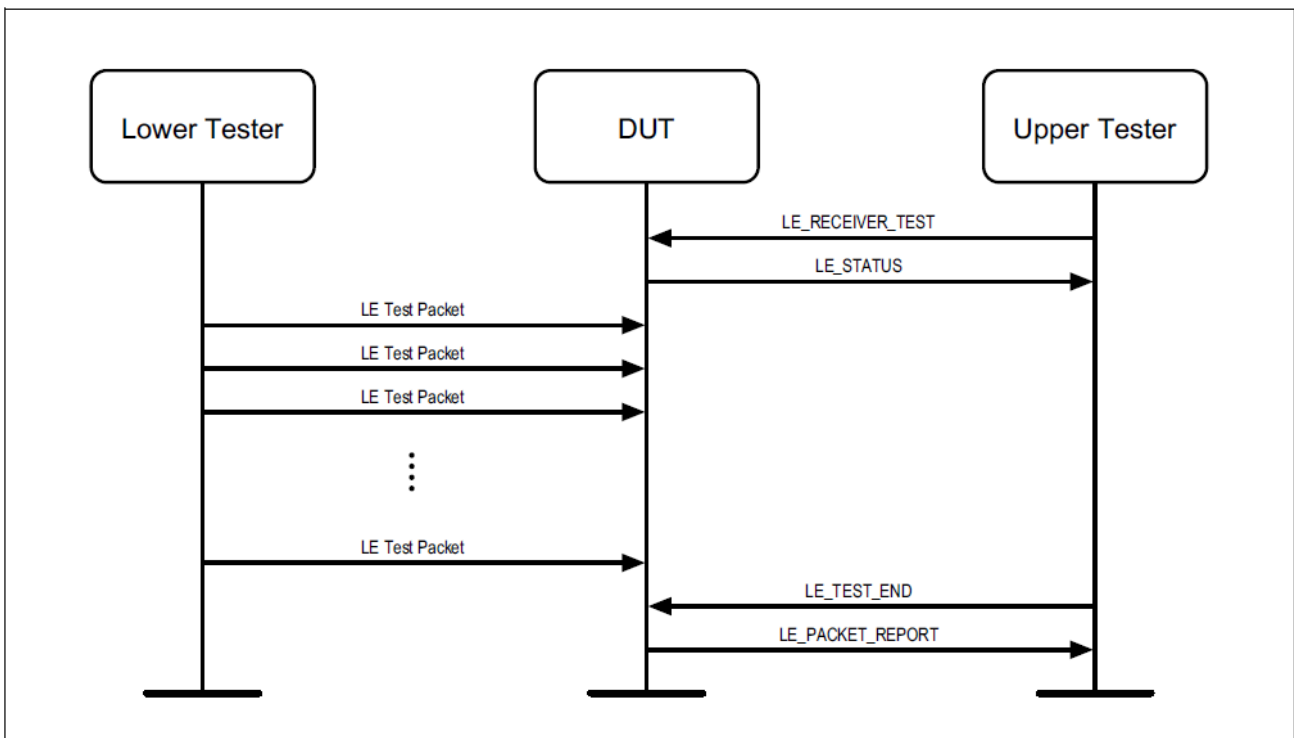 Lower Tester
DUT
Upper Tester
LE_RECEIVER_TEST
LE_STATUS
LE Test Packet
LE Test Packet
LE Test Packet
LE Test Packet
LE_TEST_END
LE_PACKET_REPORT